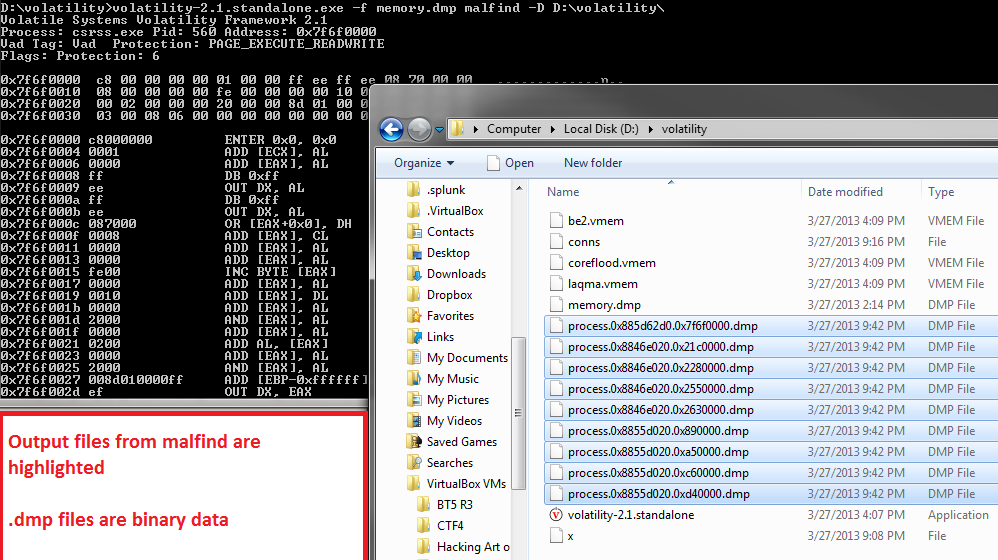 D:\volatility>volatility-2.1.standalone.exe -f memory.dmp malfind -D D:\volatility\
Volatile Systems Volatility Framework 2.1
Process: csrss.exe Pid: 560 Address: 0x7f6f0000
Vad Tag: Vad  Protection: PAGE_EXECUTE_READWRITE
Flags: Protection: 6
0x7f6f0000  c8 00 00 00 00 01 00 00 ff ee ff ee 08 70 00 00  .............n..
0x7f6f0010  08 00 00 00 00 fe 00 00 00 00 10 0
0x7f6f0020  00 02 00 00 00 20 00 00 8d 01 00 0
0x7f6f0030  03 00 08 06 00 00 00 00 00 00 00 0
0x7f6f0000 c8000000         ENTER 0x0, 0x0
0x7f6f0004 0001             ADD [ECX], AL
0x7f6f0006 0000             ADD [EAX], AL
0x7f6f0008 ff               DB 0xff
0x7f6f0009 ee               OUT DX, AL
0x7f6f000a ff               DB 0xff
0x7f6f000b ee               OUT DX, AL
0x7f6f000c 087000           OR [EAX+0x0], DH
0x7f6f000f 0008             ADD [EAX], CL
0x7f6f0011 0000             ADD [EAX], AL
0x7f6f0013 0000             ADD [EAX], AL
0x7f6f0015 fe00             INC BYTE [EAX]
0x7f6f0017 0000             ADD [EAX], AL
0x7f6f0019 0010             ADD [EAX], DL
0x7f6f001b 0000             ADD [EAX], AL
0x7f6f001d 2000             AND [EAX], AL
0x7f6f001f 0000             ADD [EAX], AL
0x7f6f0021 0200             ADD AL, [EAX]
0x7f6f0023 0000             ADD [EAX], AL
0x7f6f0025 2000             AND [EAX], AL
0x7f6f0027 008d010000ff     ADD [EBP-0xffffff]
0x7f6f002d ef               OUT DX, EAX
Output files from malfind are
highlighted
.dmp files are binary data
Computer Local Disk (D:) volatility
Organize Open New folder
.splunk
.VirtualBox
Contacts
Desktop
Downloads
Dropbox
Favorites
Links
My Documents
My Music
My Pictures
My Videos
Saved Games
Searches
VirtualBox VMs
BT5 R3
CTF4
Hacking Art o
Name Date modified Type
be2.vmem 3/27/2013 4:09 PM VMEM File
conns 3/27/2013 9:16 PM File
coreflood.vmem 3/27/2013 4:09 PM VMEM File
laqma.vmem 3/27/2013 4:09 PM VMEM File
memory.dmp 3/27/2013 2:14 PM DMP File
process.0x885d62d0.0x7f6f0000.dmp 3/27/2013 9:42 PM DMP File
process.0x8846e020.0x21c0000.dmp 3/27/2013 9:42 PM DMP File
process.0x8846e020.0x2280000.dmp 3/27/2013 9:42 PM DMP File
process.0x8846e020.0x2550000.dmp 3/27/2013 9:42 PM DMP File
process.0x8846e020.0x2630000.dmp 3/27/2013 9:42 PM DMP File
process.0x8855d020.0x890000.dmp 3/27/2013 9:42 PM DMP File
process.0x8855d020.0xa50000.dmp 3/27/2013 9:42 PM DMP File
process.0x8855d020.0xc60000.dmp 3/27/2013 9:42 PM DMP File
process.0x8855d020.0xd40000.dmp 3/27/2013 9:42 PM DMP File
volatility-2.1.standalone 3/27/2013 4:07 PM Application
x 3/27/2013 9:08 PM File